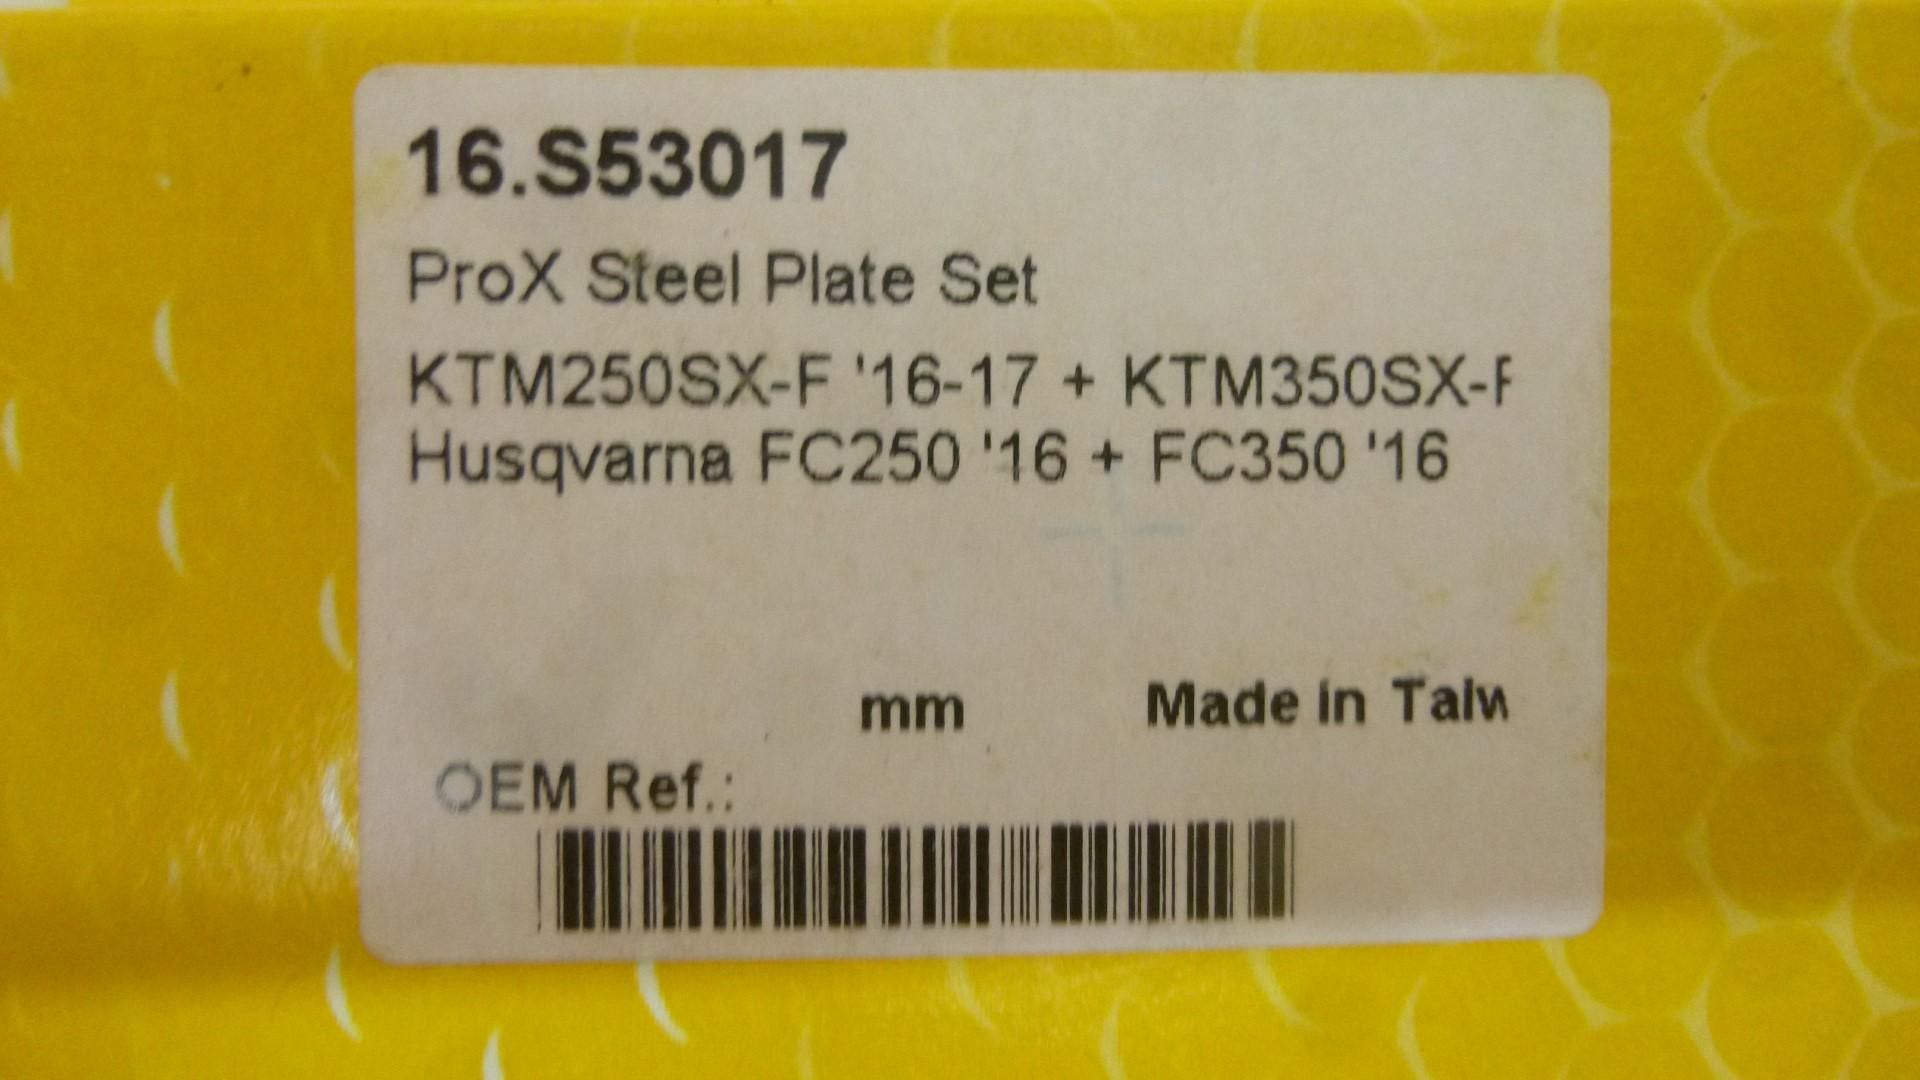 16.S53017
ProX Steel Plate Set
KTM250SX-F '16-17 + KTM350SX-F
Husqvarna FC250 '16 + FC350 '16
mm Made in Taiw
OEM Ref.: